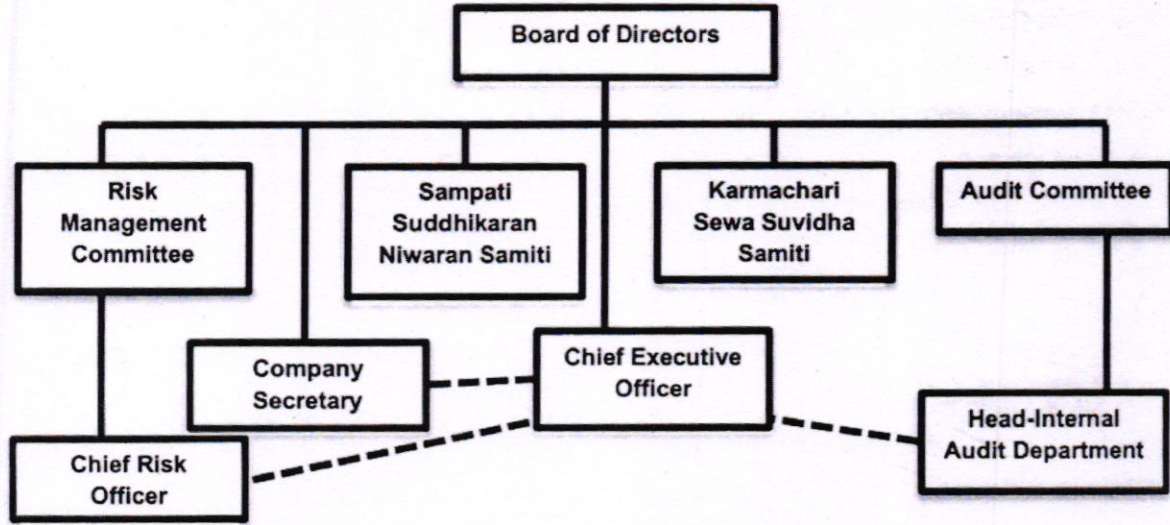 Board of Directors
Risk
Management
Committee
Sampati
Suddhikaran
Niwaran Samiti
Karmachari
Sewa Suvidha
Samiti
Audit Committee
Company
Secretary
Chief Executive
Officer
Head-Internal
Audit Department
Chief Risk
Officer